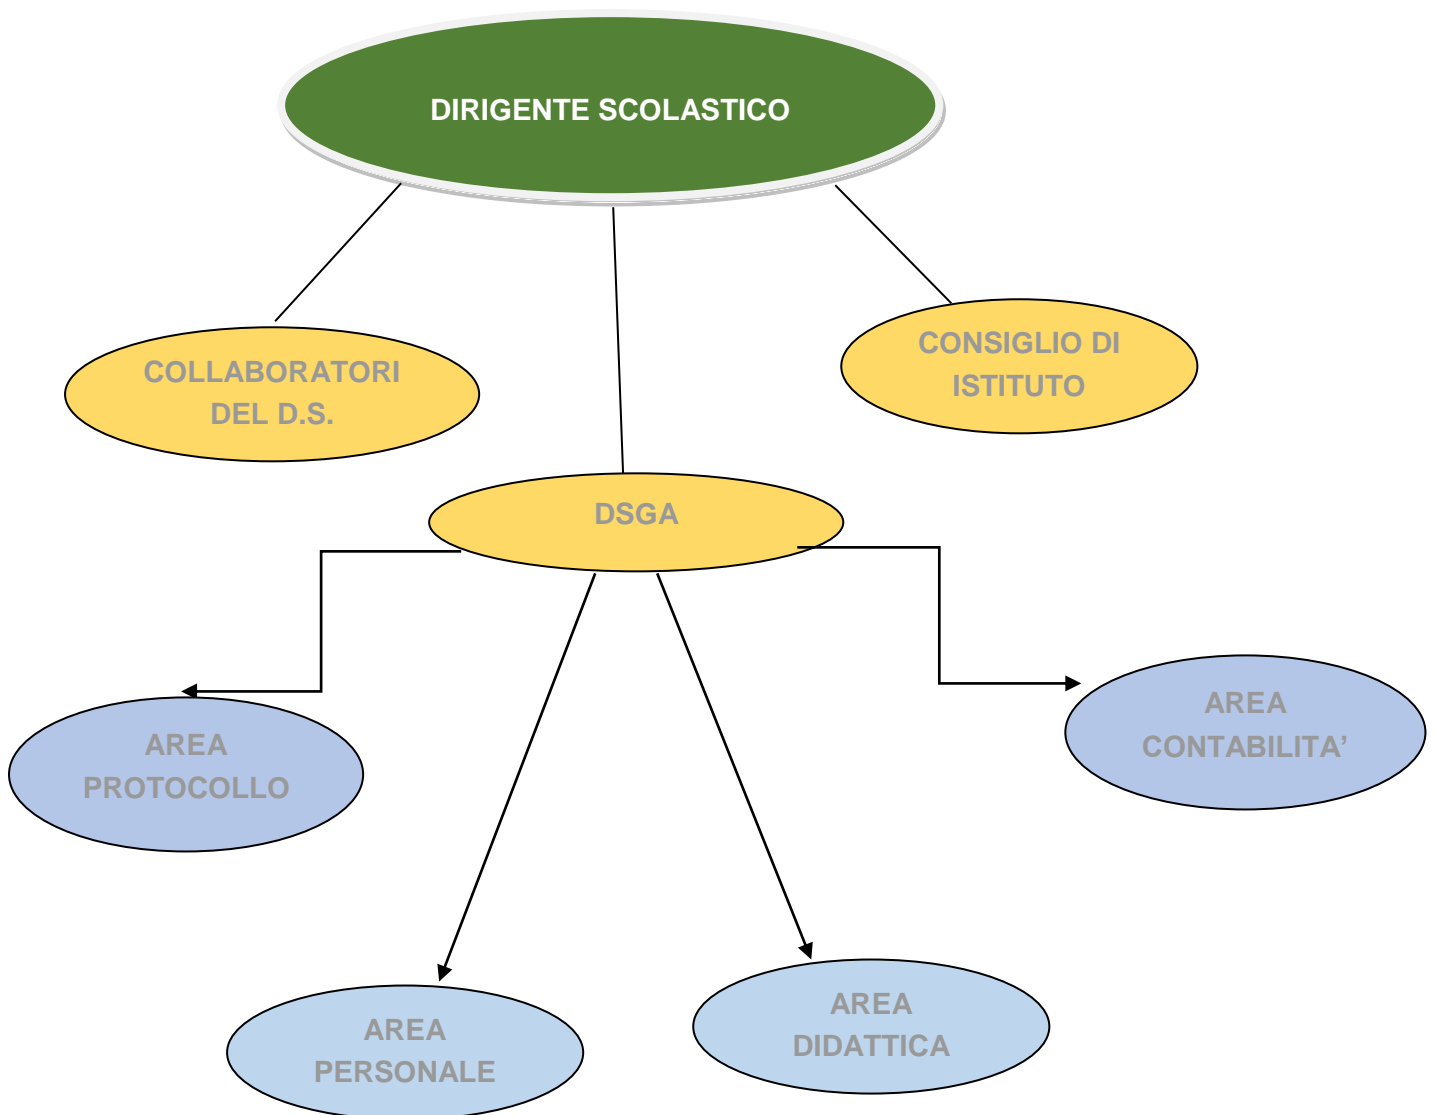 DIRIGENTE SCOLASTICO
COLLABORATORI
DEL D.S.
CONSIGLIO DI
ISTITUTO
DSGA
AREA
PROTOCOLLO
AREA
CONTABILITA’
AREA
PERSONALE
AREA
DIDATTICA